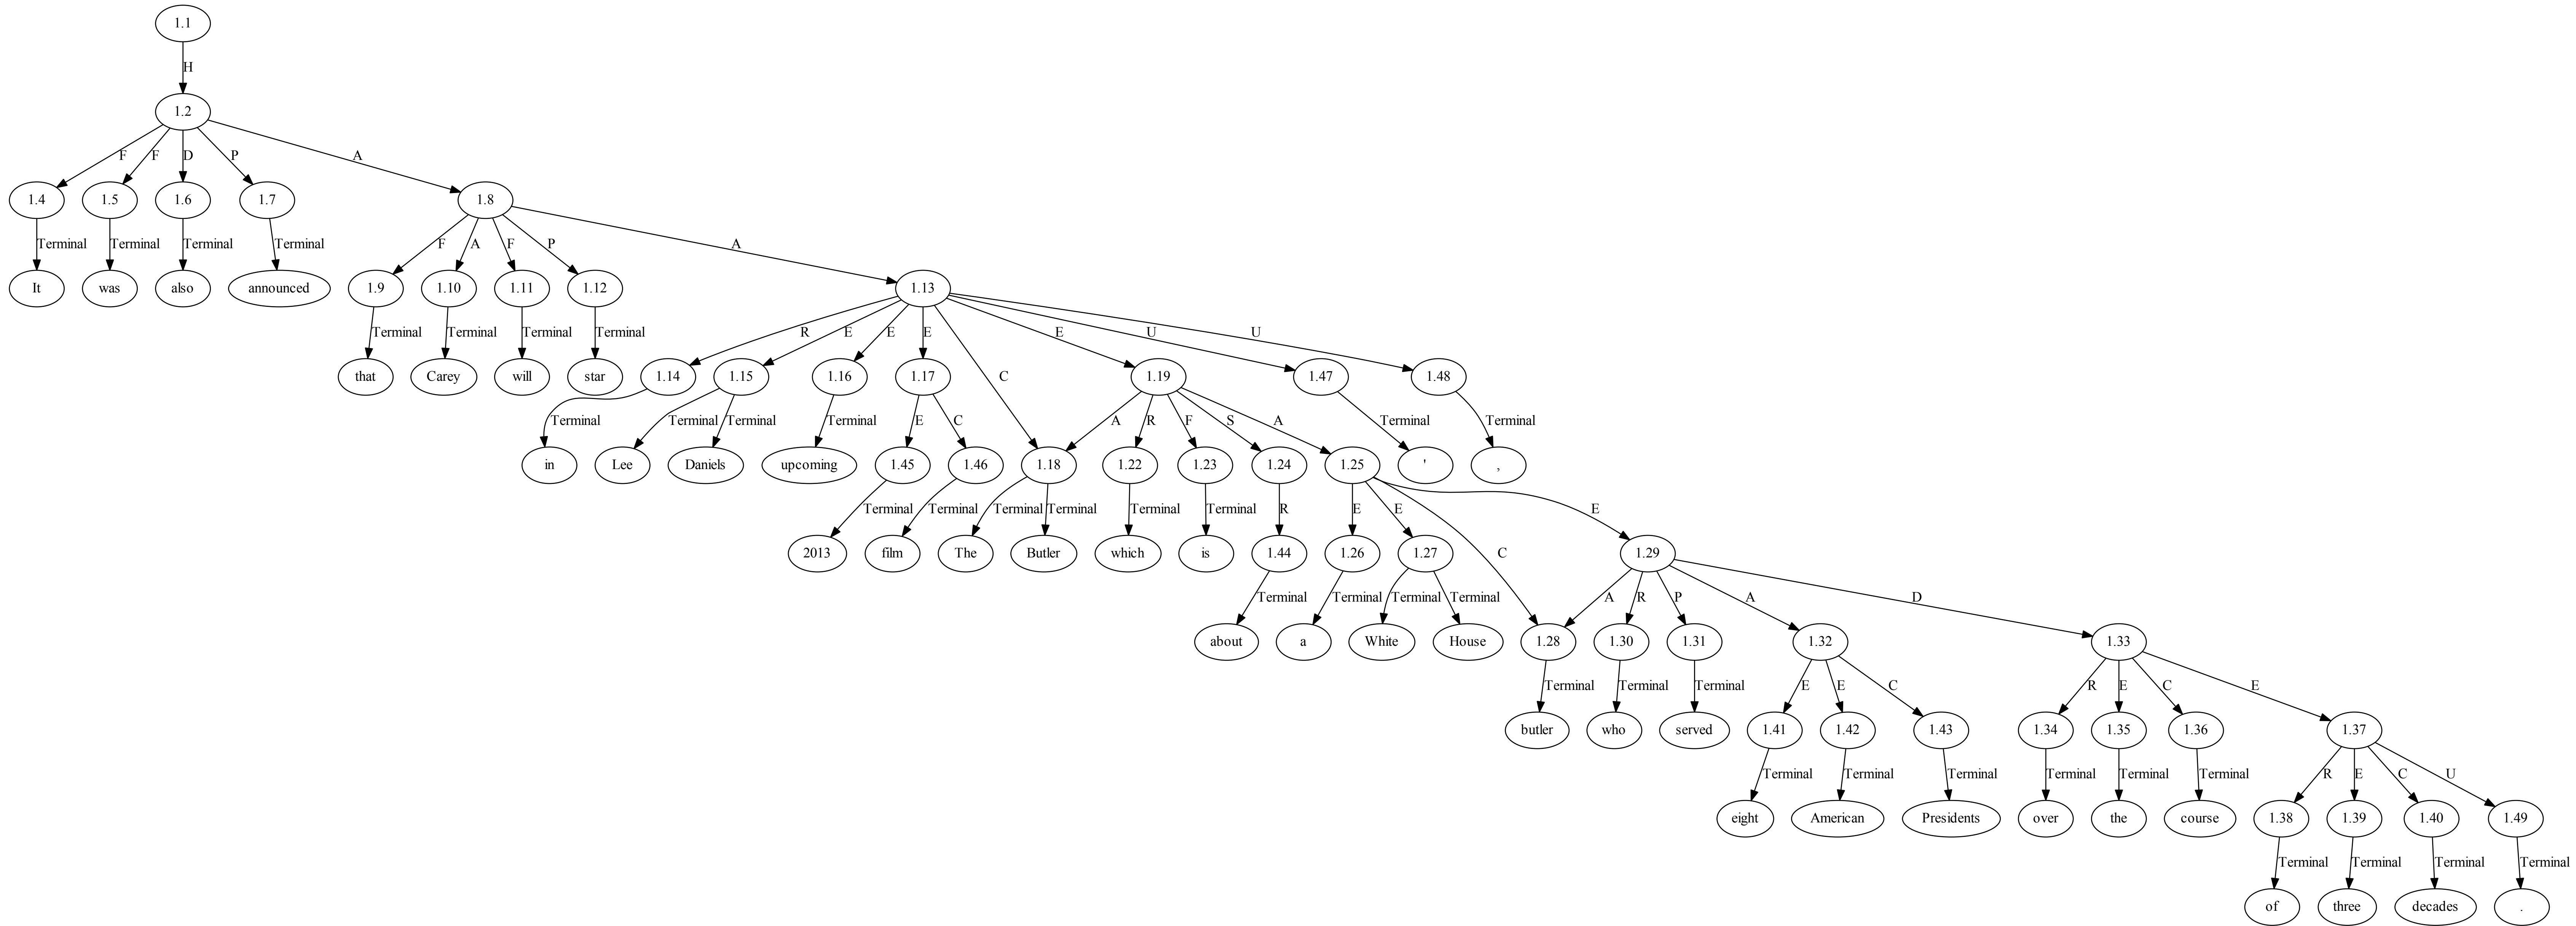 1.1
H
1.2
F F D P A
1.4 1.5 1.6 1.7 1.8
Terminal Terminal Terminal Terminal F A F P A
It was also announced 1.9 1.10 1.11 1.12 1.13
Terminal Terminal Terminal Terminal R E E E C E U U
that Carey will star 1.14 1.15 1.16 1.17 1.19 1.47 1.48
Terminal Terminal Terminal Terminal E C A R F S A Terminal Terminal
in Lee Daniels upcoming 1.45 1.46 1.18 1.22 1.23 1.24 1.25 ' ,
Terminal Terminal Terminal Terminal Terminal Terminal R E E C E
2013 film The Butler which is 1.44 1.26 1.27 1.29
Terminal Terminal Terminal Terminal A R P A D
about a White House 1.28 1.30 1.31 1.32 1.33
Terminal Terminal Terminal E E C R E C E
butler who served 1.41 1.42 1.43 1.34 1.35 1.36 1.37
Terminal Terminal Terminal Terminal Terminal Terminal R E C U
eight American Presidents over the course 1.38 1.39 1.40 1.49
Terminal Terminal Terminal Terminal
of three decades .